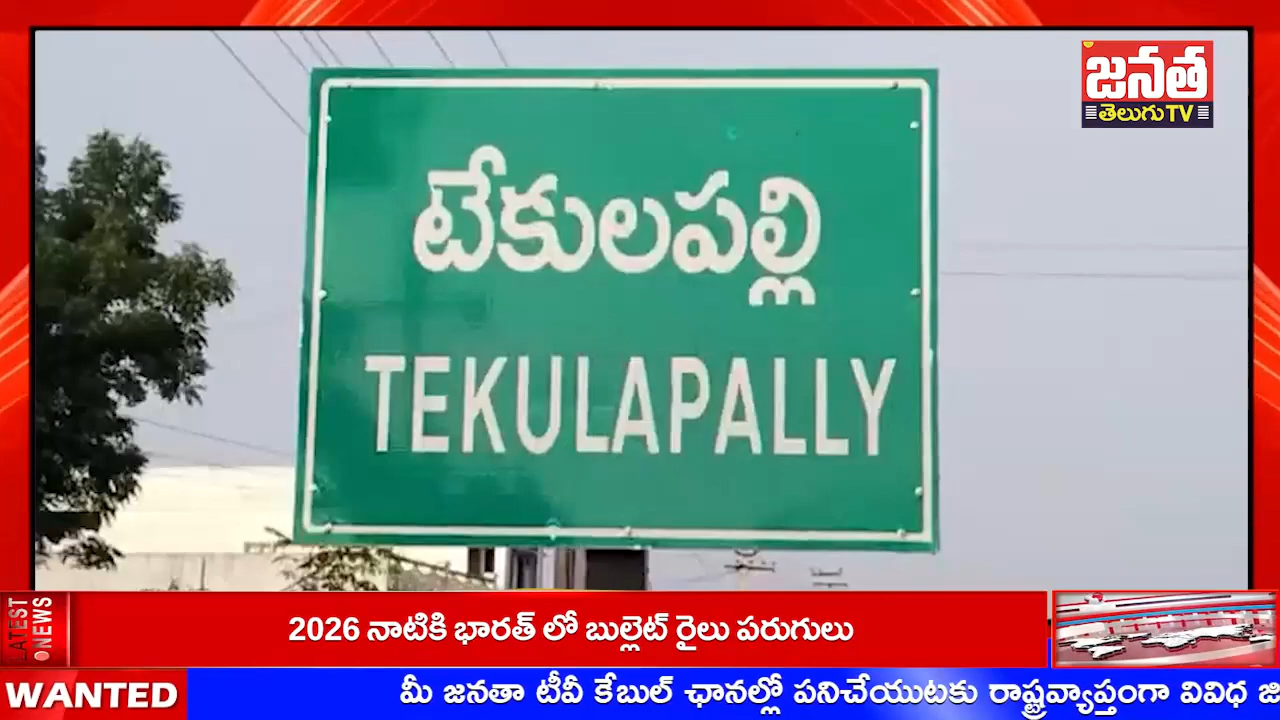 జనత
తెలుగు TV
టేకులపల్లి
TEKULAPALLY
LATEST
NEWS
2026 నాటికి భారత్ లో బుల్లెట్ రైలు పరుగులు
WANTED
మీ జనతా టీవీ కేబుల్ ఛానల్లో పనిచేయుటకు రాష్ట్రవ్యాప్తంగా వివిధ